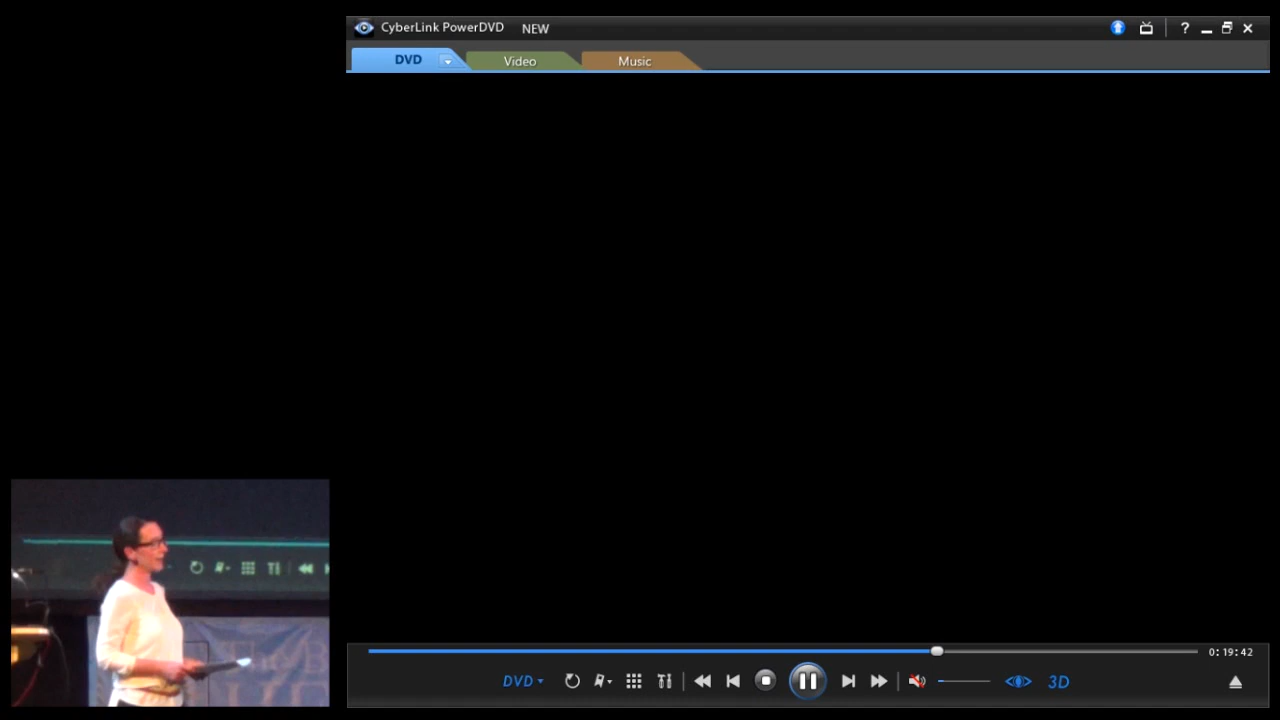 CyberLink PowerDVD NEW
?
DVD Video Music
0:19:42
DVD 3D